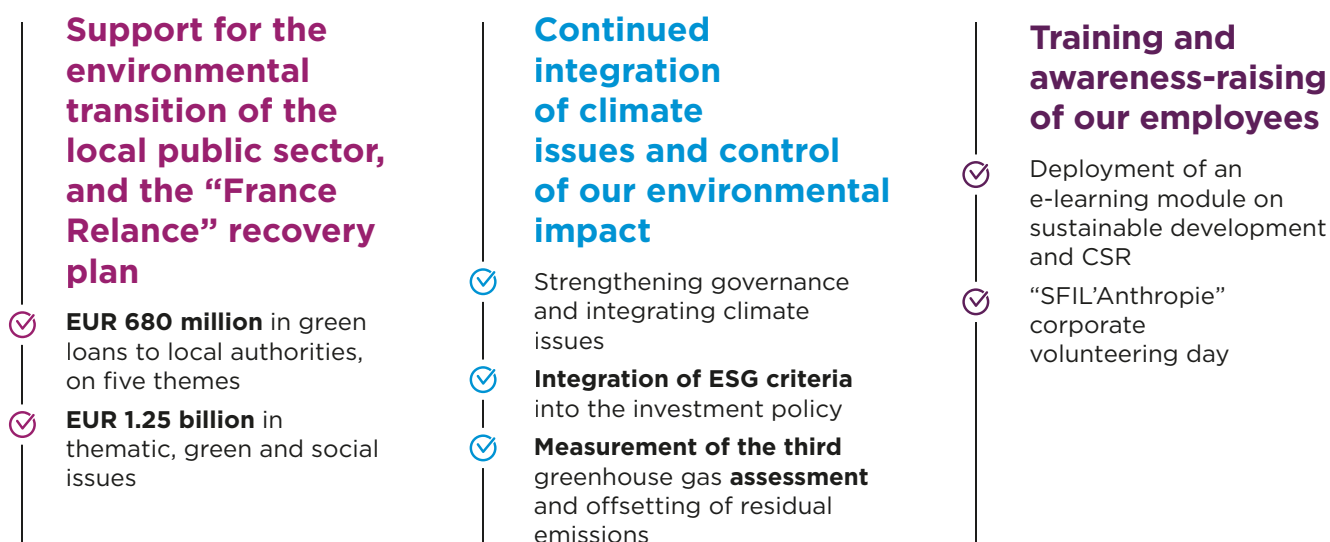 Support for the
environmental
transition of the
local public sector,
and the “France
Relance” recovery
plan
EUR 680 million in green
loans to local authorities,
on five themes
EUR 1.25 billion in
thematic, green and social
issues
Continued
integration
of climate
issues and control
of our environmental
impact
Strengthening governance
and integrating climate
issues
Integration of ESG criteria
into the investment policy
Measurement of the third
greenhouse gas assessment
and offsetting of residual
emissions
Training and
awareness-raising
of our employees
Deployment of an
e-learning module on
sustainable development
and CSR
“SFIL’Anthropie”
corporate
volunteering day